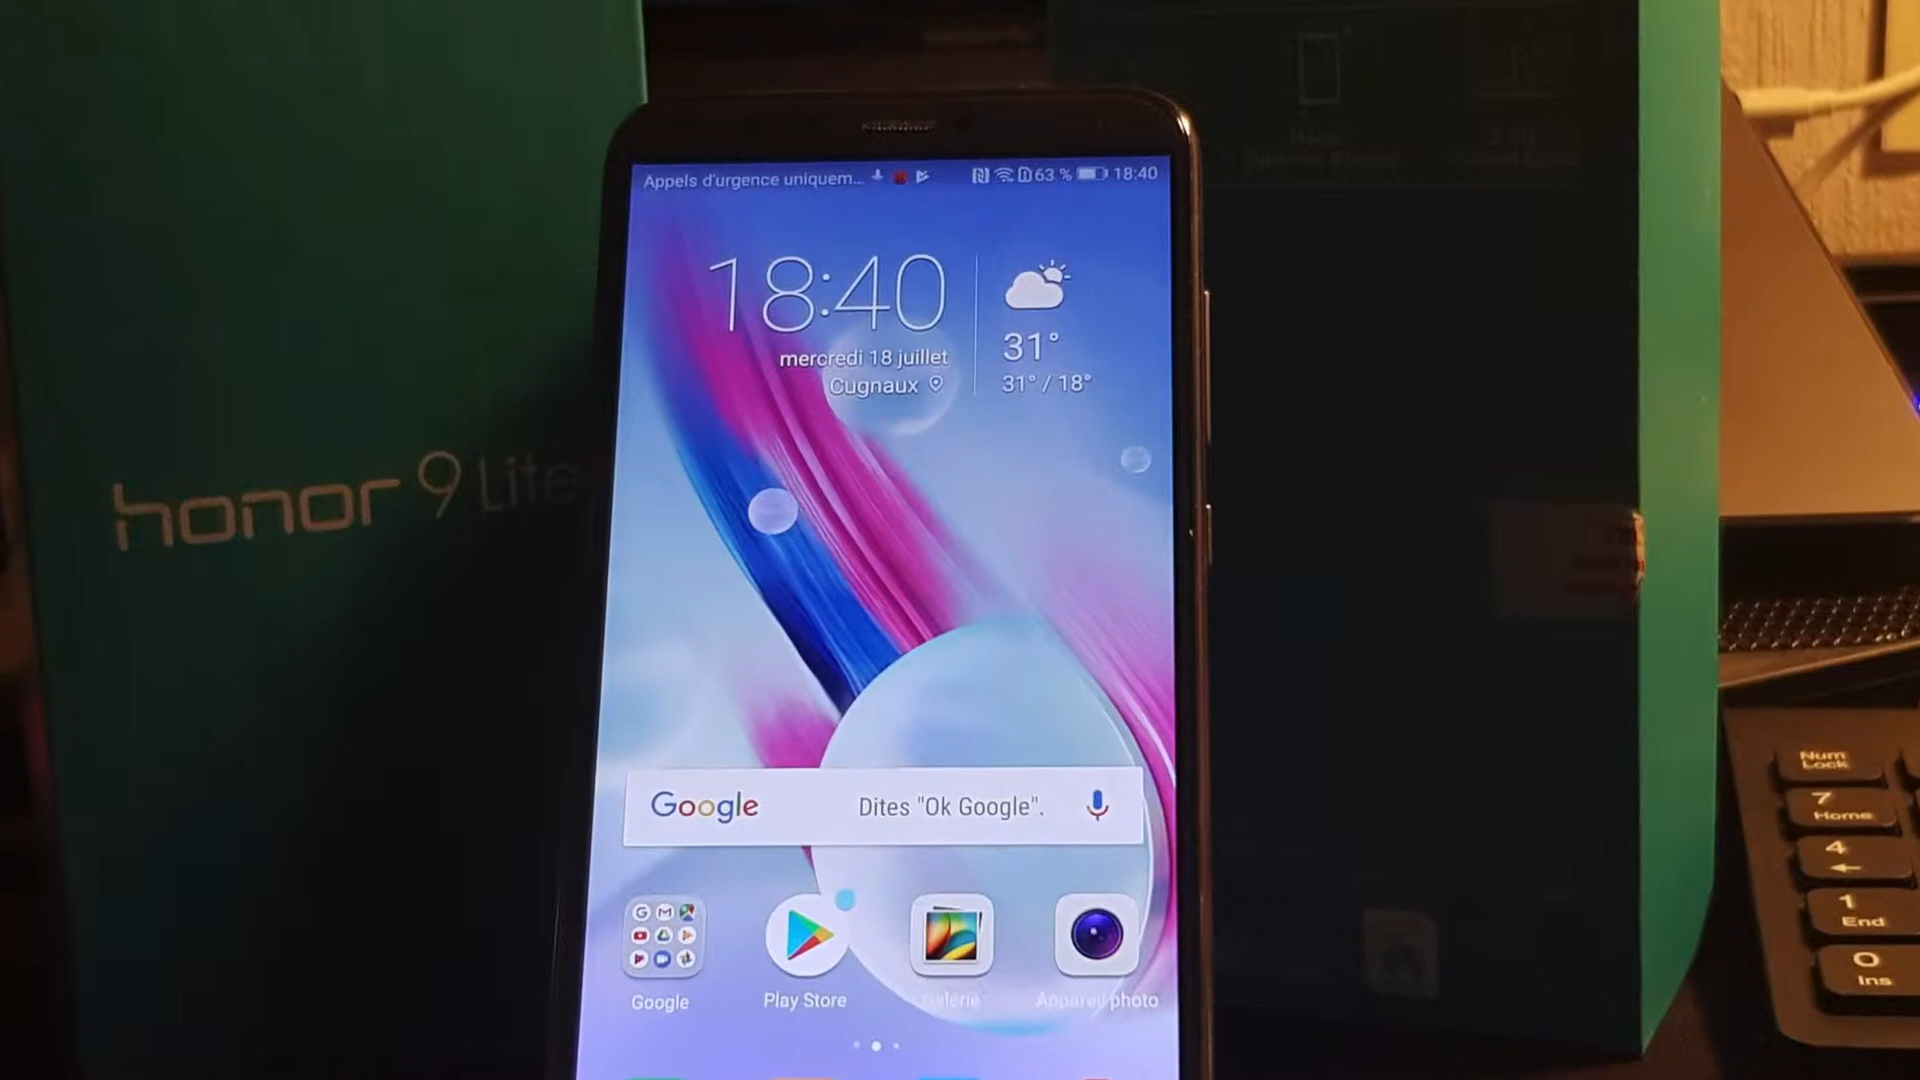 honor 9 Lite
Appels d'urgence uniquem... 63 % 18:40
18:40
mercredi 18 juillet
Cugnaux
31°
31° / 18°
Google Dites "Ok Google".
Google Play Store Galerie Appareil photo
Num
Lock
7
Home
4
←
1
End
0
Ins